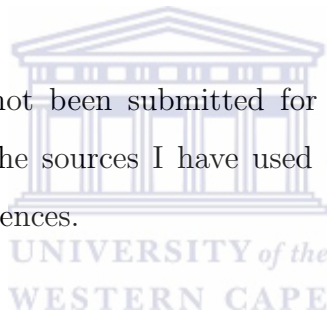 not been submitted for
he sources I have used
ences.
UNIVERSITY of the
WESTERN CAPE